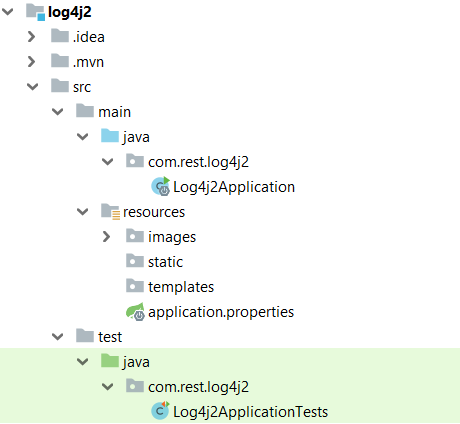 log4j2
.idea
.mvn
src
main
java
com.rest.log4j2
Log4j2Application
resources
images
static
templates
application.properties
test
java
com.rest.log4j2
Log4j2ApplicationTests